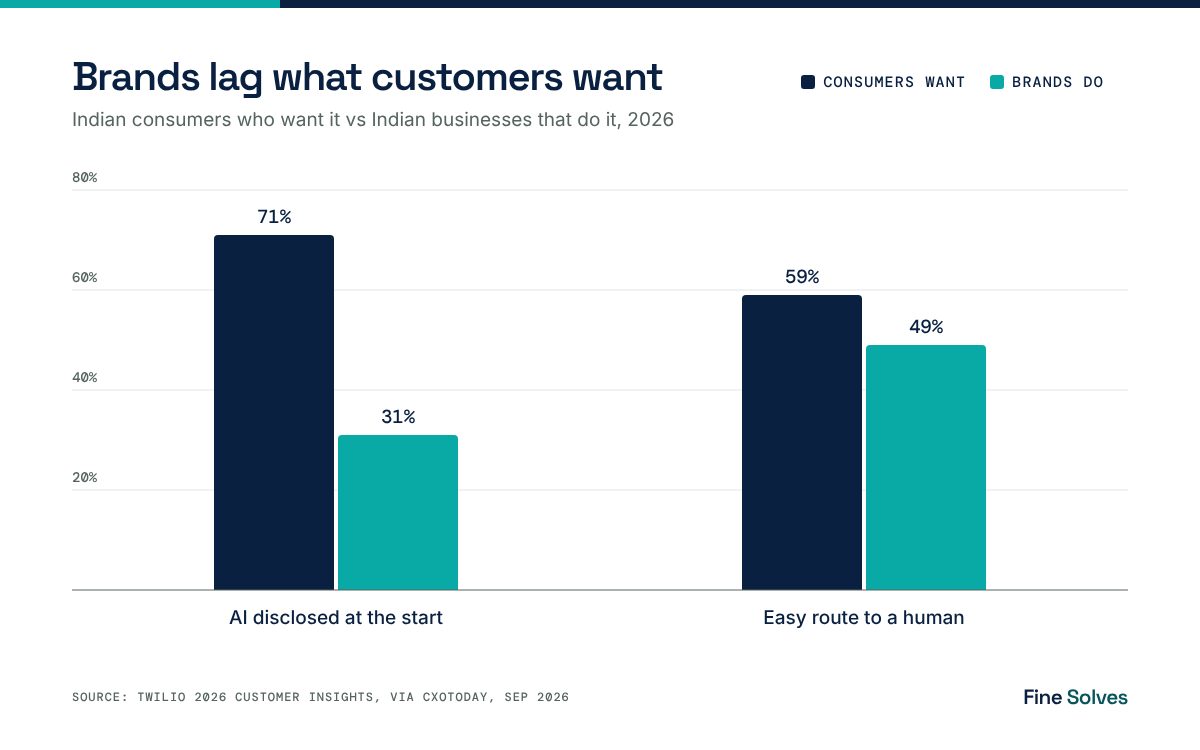 Brands lag what customers want
CONSUMERS WANT
BRANDS DO
Indian consumers who want it vs Indian businesses that do it, 2026
80%
71%
60%
59%
49%
40%
31%
20%
AI disclosed at the start
Easy route to a human
SOURCE: TWILIO 2026 CUSTOMER INSIGHTS, VIA CXOTODAY, SEP 2026
Fine Solves